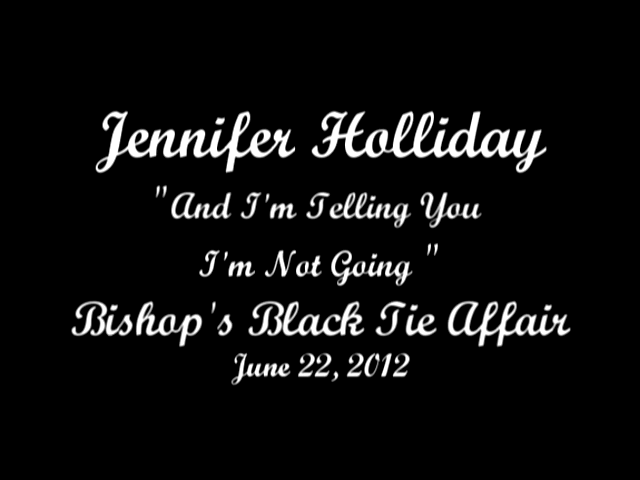 Jennifer Holliday
"And I'm Telling You
I'm Not Going "
Bishop's Black Tie Affair
June 22, 2012